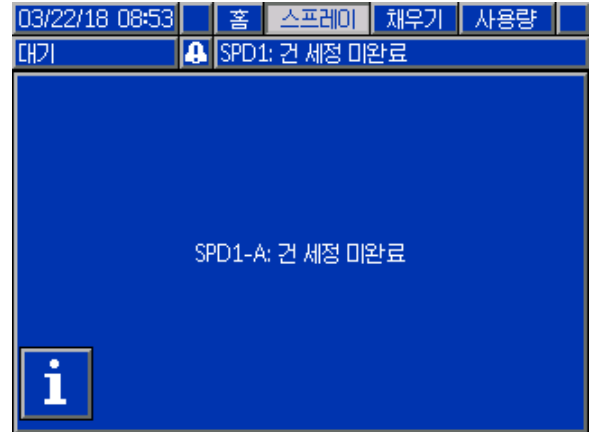 03/22/18 08:53 홈 스프레이 채우기 사용량
대기 SPD1: 건 세정 미완료
SPD1-A: 건 세정 미완료
i